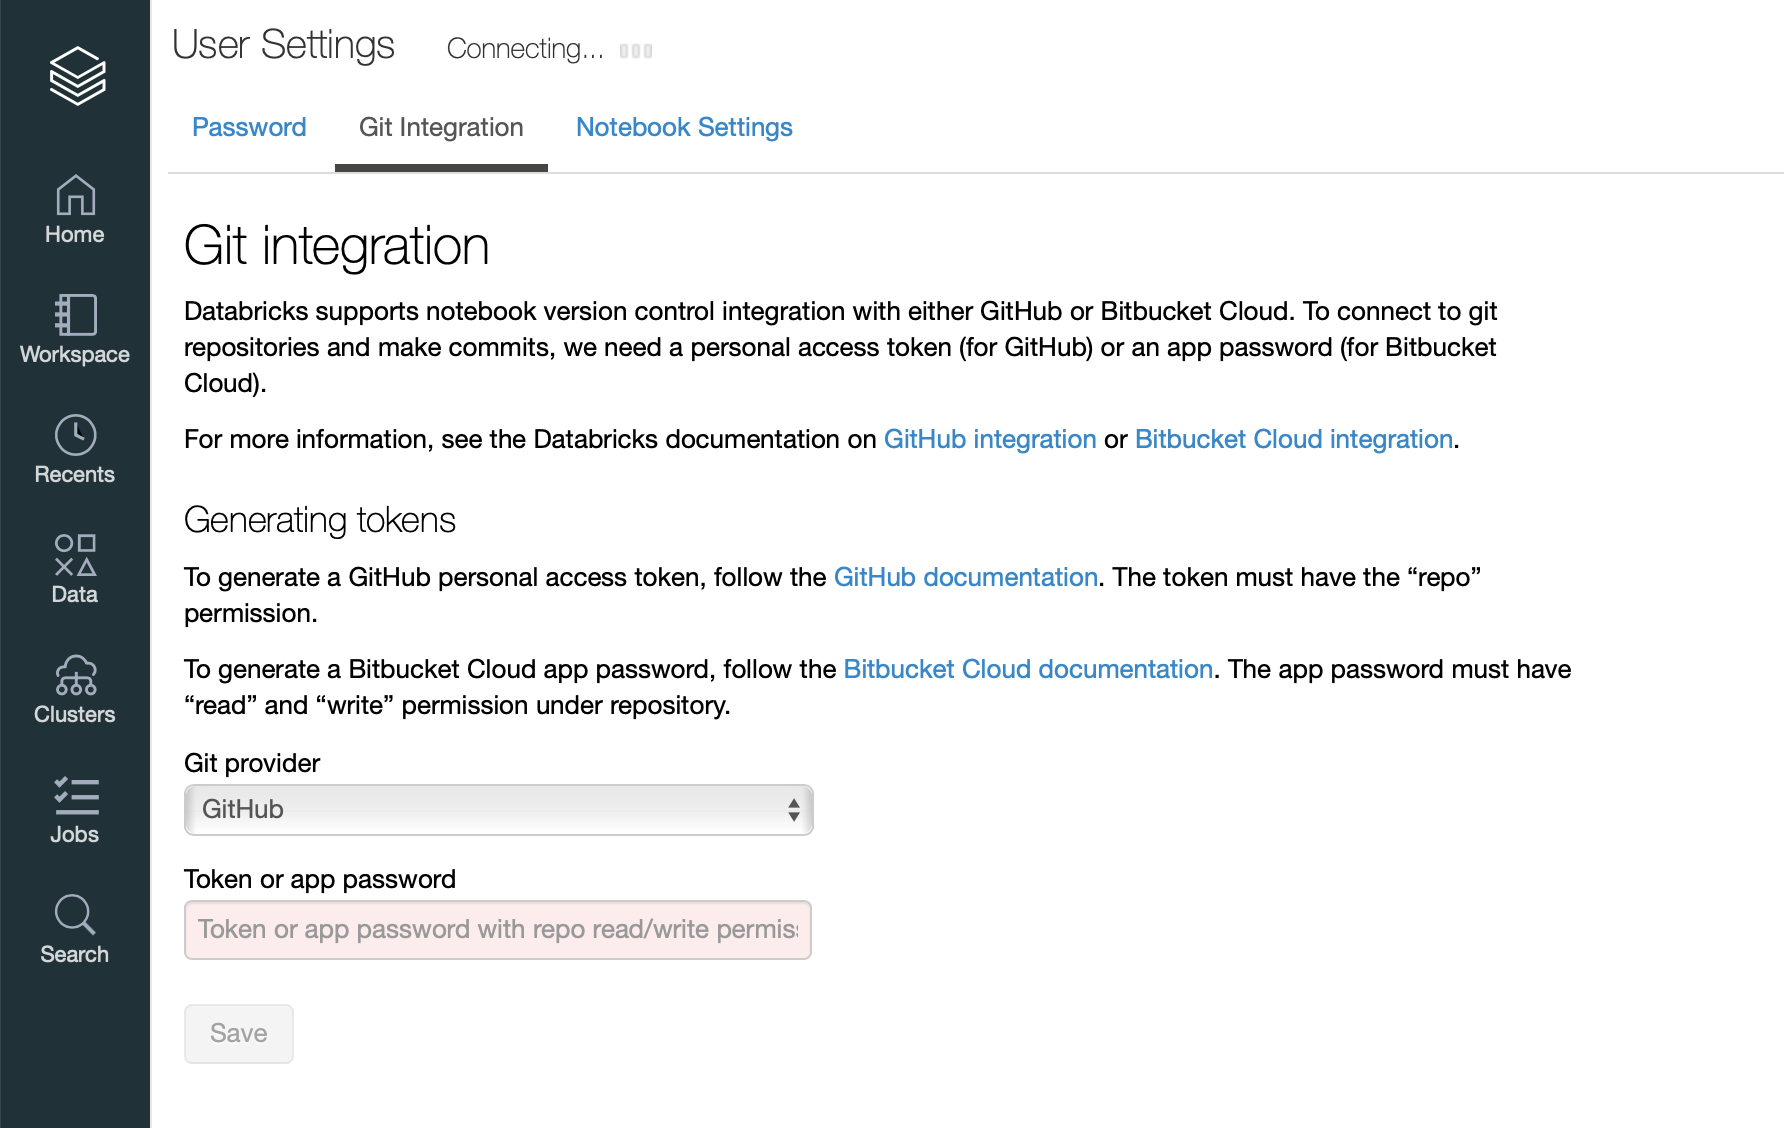 User Settings Connecting...
Password Git Integration Notebook Settings
Home
Workspace
Recents
Data
Clusters
Jobs
Search
Git integration
Databricks supports notebook version control integration with either GitHub or Bitbucket Cloud. To connect to git
repositories and make commits, we need a personal access token (for GitHub) or an app password (for Bitbucket
Cloud).
For more information, see the Databricks documentation on GitHub integration or Bitbucket Cloud integration.
Generating tokens
To generate a GitHub personal access token, follow the GitHub documentation. The token must have the “repo”
permission.
To generate a Bitbucket Cloud app password, follow the Bitbucket Cloud documentation. The app password must have
“read” and “write” permission under repository.
Git provider
GitHub
Token or app password
Token or app password with repo read/write permis
Save